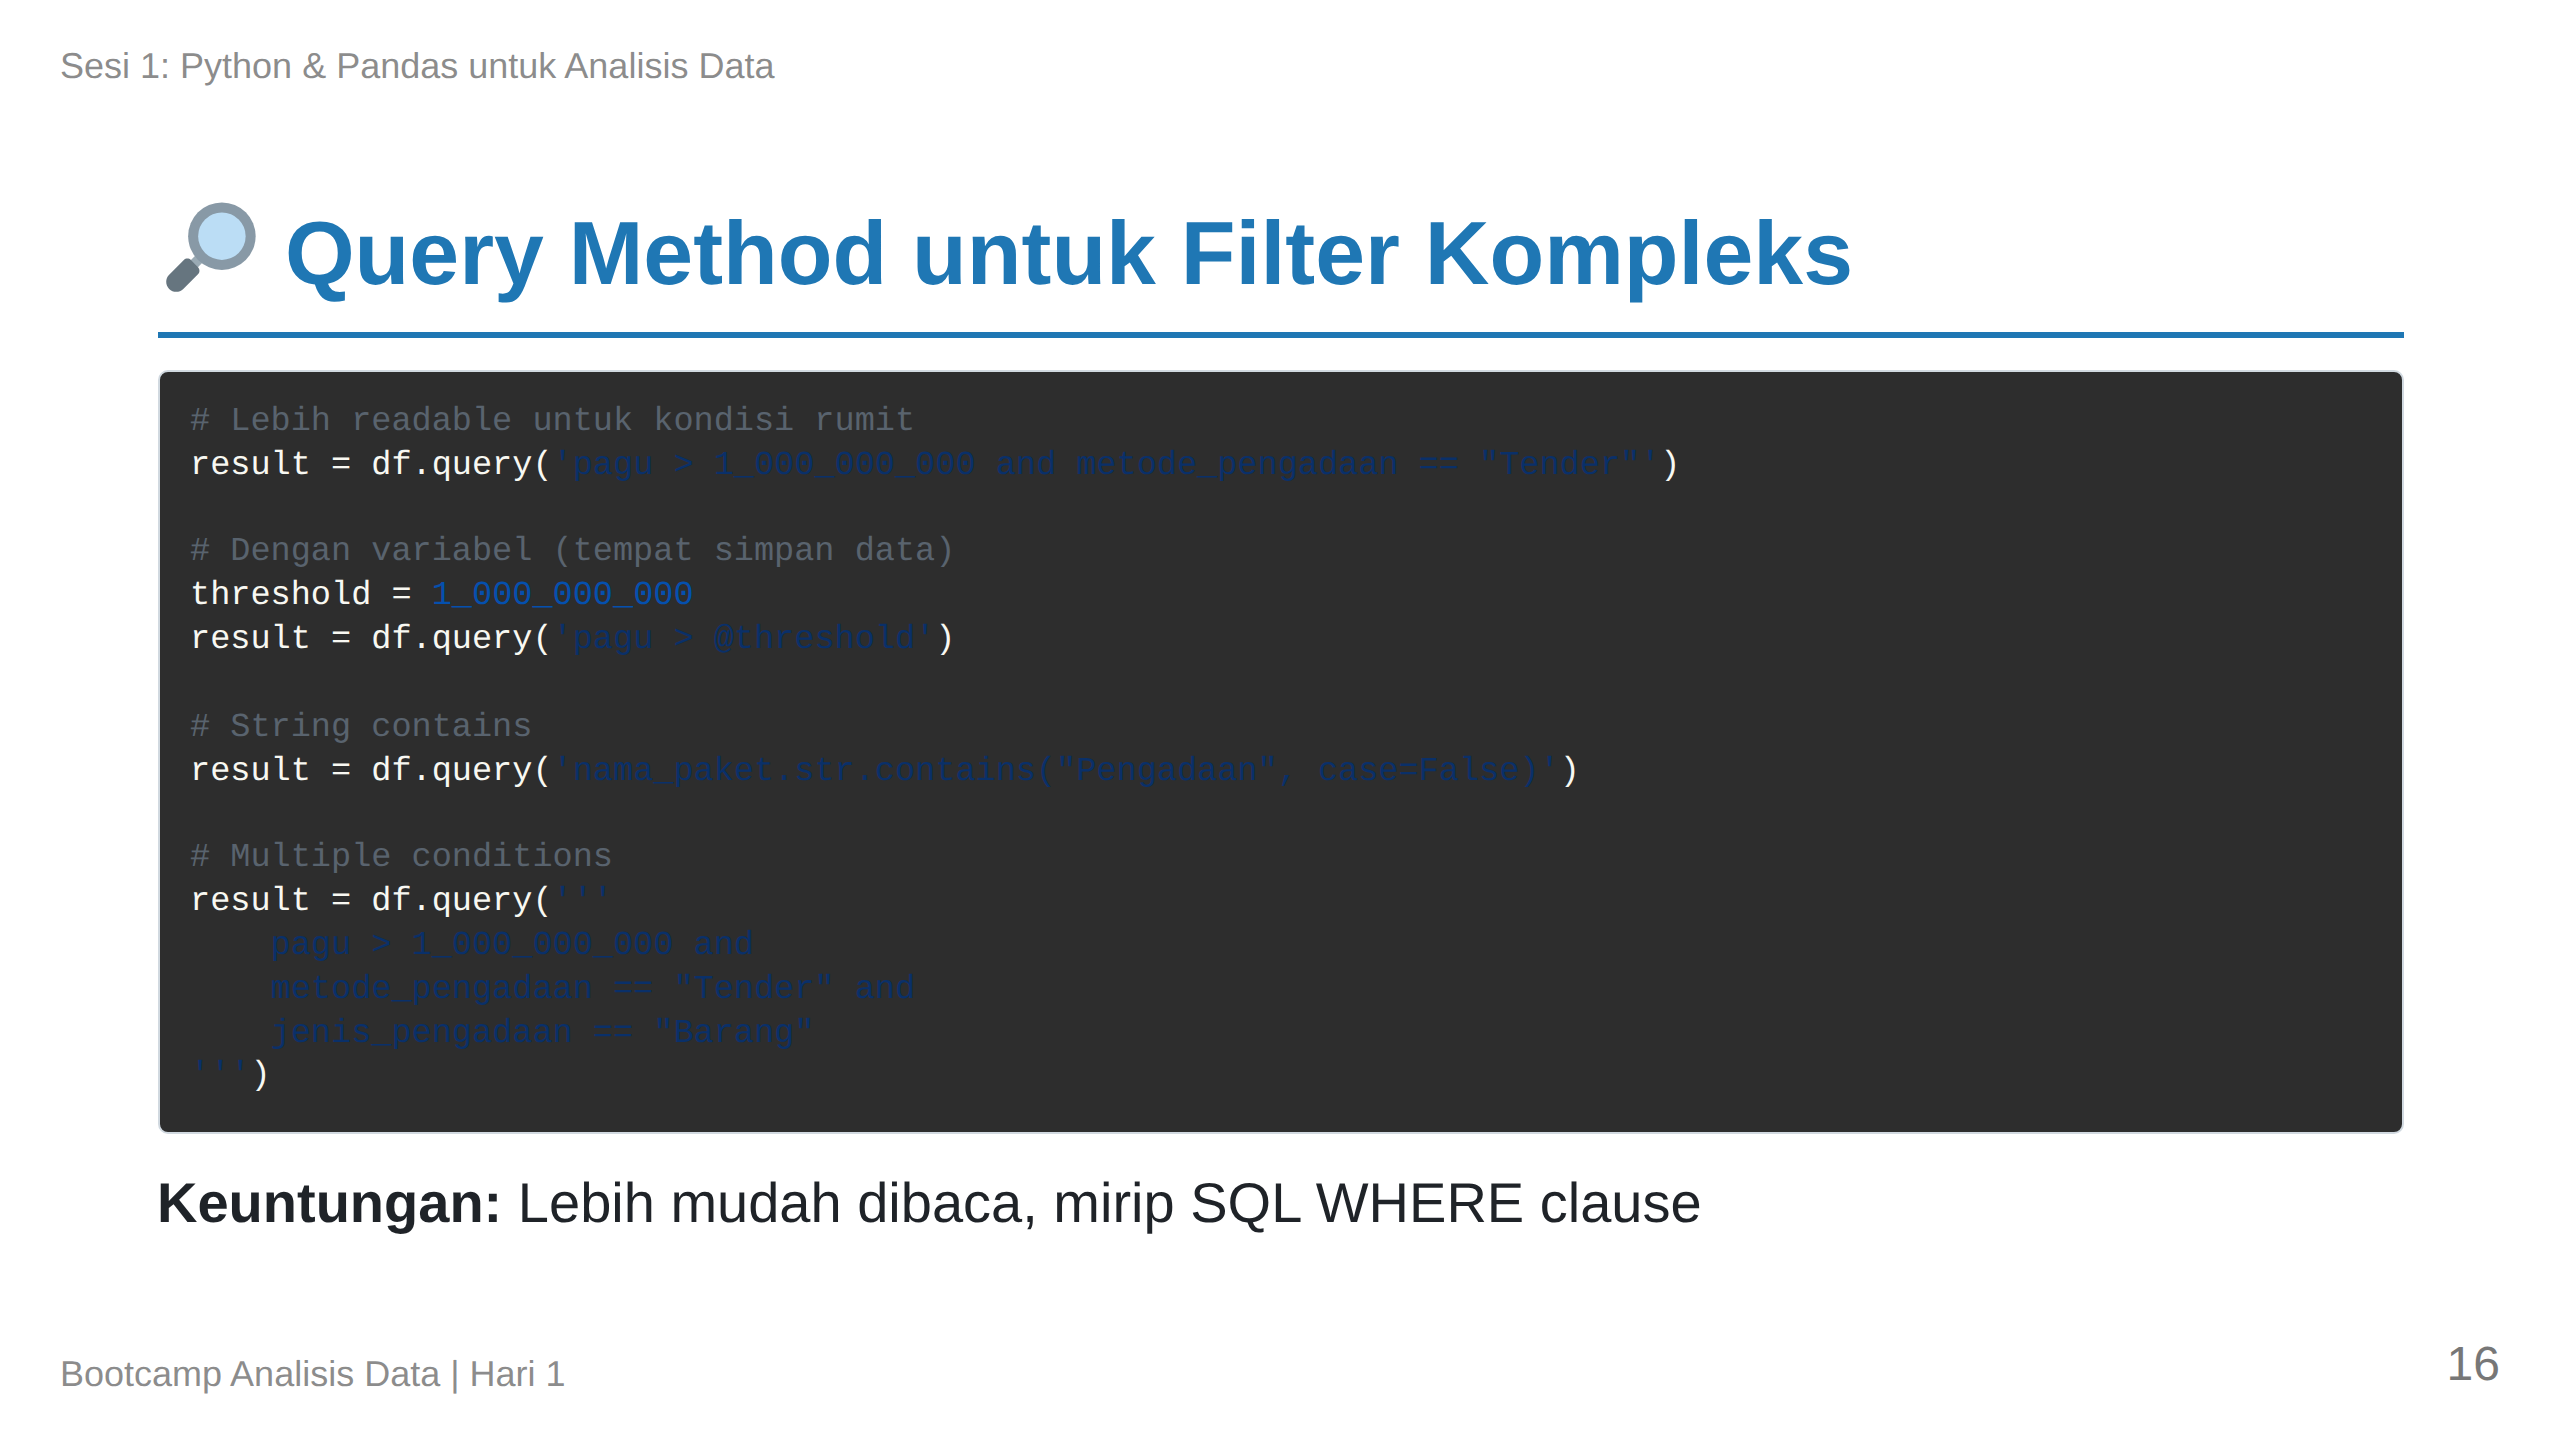 Sesi 1: Python & Pandas untuk Analisis Data
Query Method untuk Filter Kompleks
# Lebih readable untuk kondisi rumit
result = df.query('pagu > 1_000_000_000 and metode_pengadaan == "Tender"')
# Dengan variabel (tempat simpan data)
threshold = 1_000_000_000
result = df.query('pagu > @threshold')
# String contains
result = df.query('nama_paket.str.contains("Pengadaan", case=False)')
# Multiple conditions
result = df.query('''
    pagu > 1_000_000_000 and
    metode_pengadaan == "Tender" and
    jenis_pengadaan == "Barang"
''')
Keuntungan: Lebih mudah dibaca, mirip SQL WHERE clause
Bootcamp Analisis Data | Hari 1
16